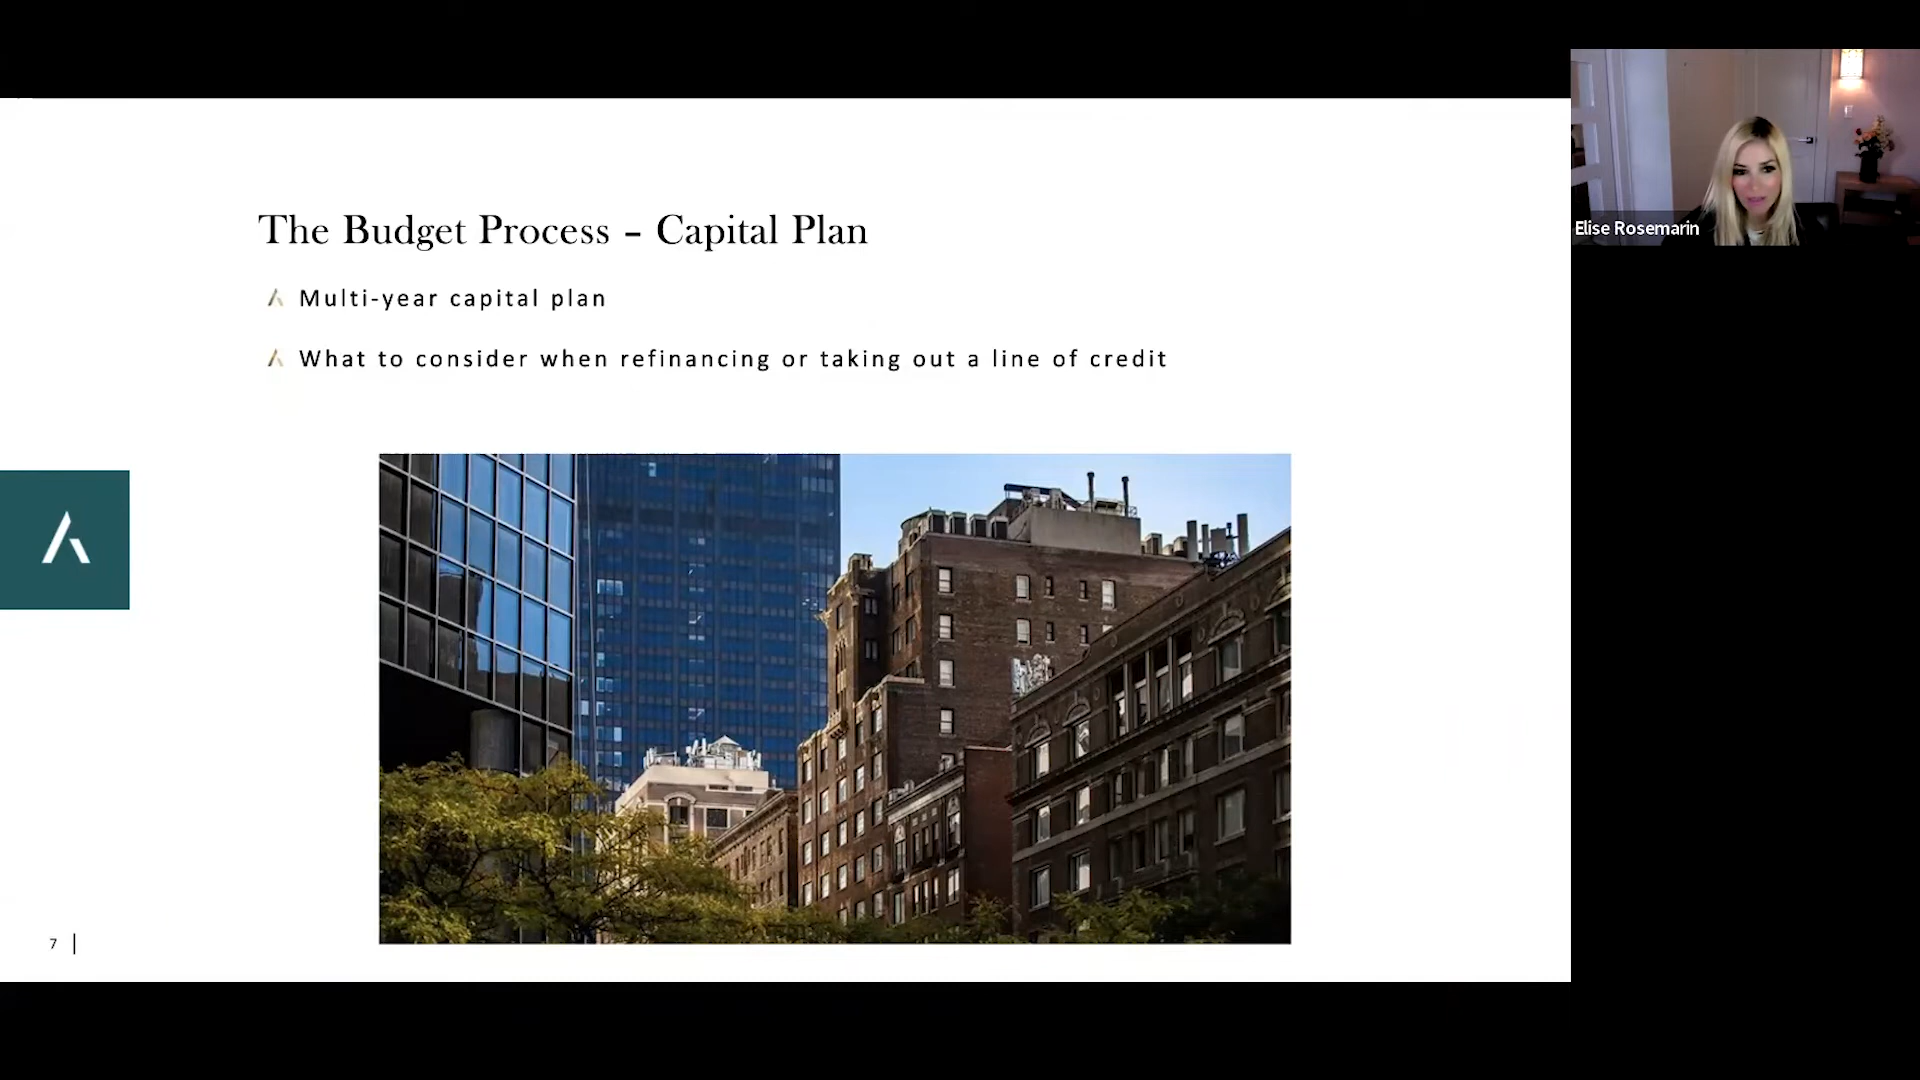 The Budget Process – Capital Plan
Multi-year capital plan
What to consider when refinancing or taking out a line of credit
Elise Rosemarin
7